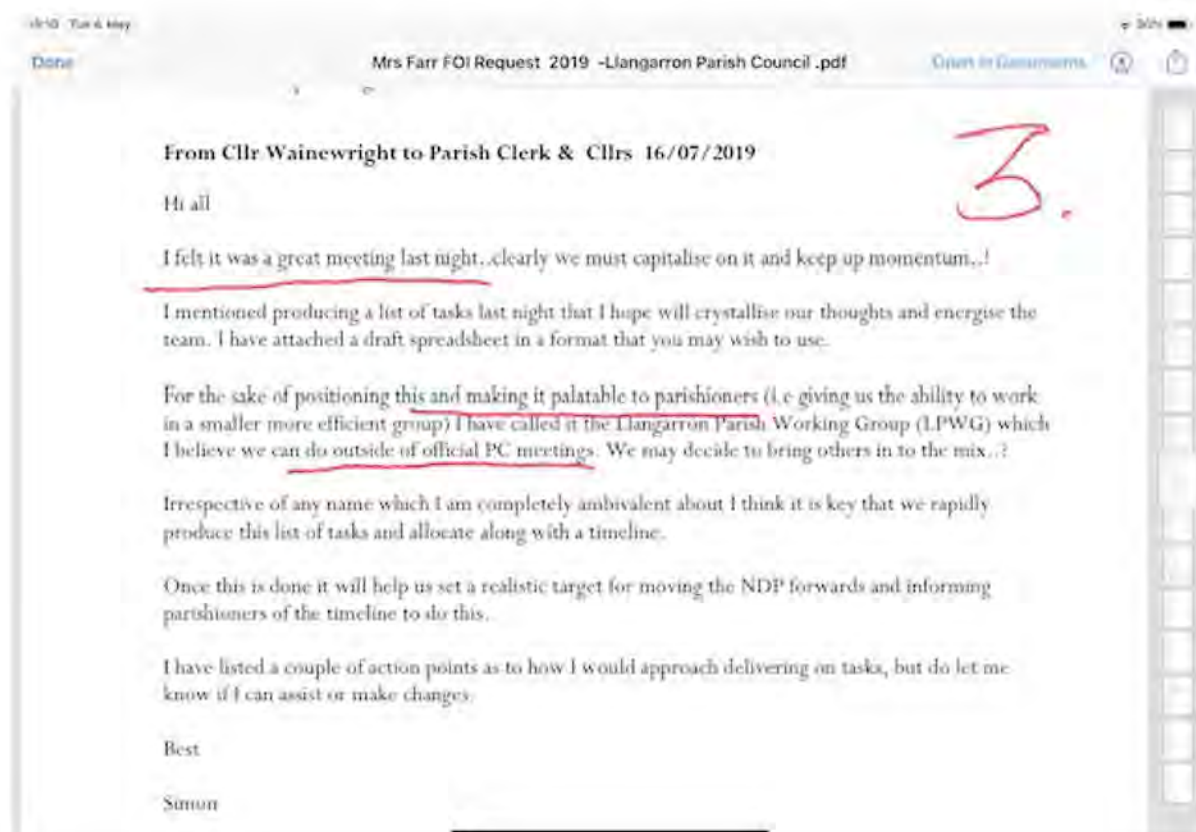 Tue 6 May
Done Mrs Farr FOI Request 2019 -Llangarron Parish Council .pdf Open in Documents
From Cllr Wainewright to Parish Clerk & Cllrs 16/07/2019
3.
Hi all
I felt it was a great meeting last night..clearly we must capitalise on it and keep up momentum..!
I mentioned producing a list of tasks last night that I hope will crystallise our thoughts and energise the
team. I have attached a draft spreadsheet in a format that you may wish to use.
For the sake of positioning this and making it palatable to parishioners (i.e giving us the ability to work
in a smaller more efficient group) I have called it the Llangarron Parish Working Group (LPWG) which
I believe we can do outside of official PC meetings. We may decide to bring others in to the mix..?
Irrespective of any name which I am completely ambivalent about I think it is key that we rapidly
produce this list of tasks and allocate along with a timeline.
Once this is done it will help us set a realistic target for moving the NDP forwards and informing
parishioners of the timeline to do this.
I have listed a couple of action points as to how I would approach delivering on tasks, but do let me
know if I can assist or make changes.
Best
Simon